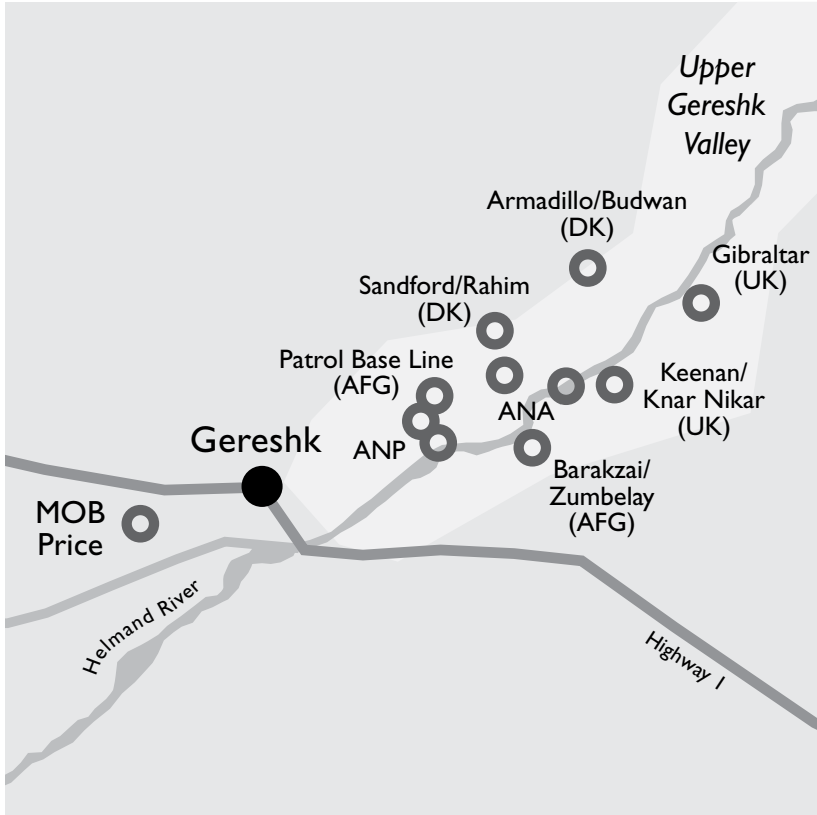 Upper
Gereshk
Valley
Armadillo/Budwan
(DK)
Gibraltar
(UK)
Sandford/Rahim
(DK)
Patrol Base Line
(AFG)
Keenan/
Knar Nikar
(UK)
ANA
Gereshk
ANP
Barakzai/
Zumbelay
(AFG)
MOB
Price
Helmand River
Highway 1